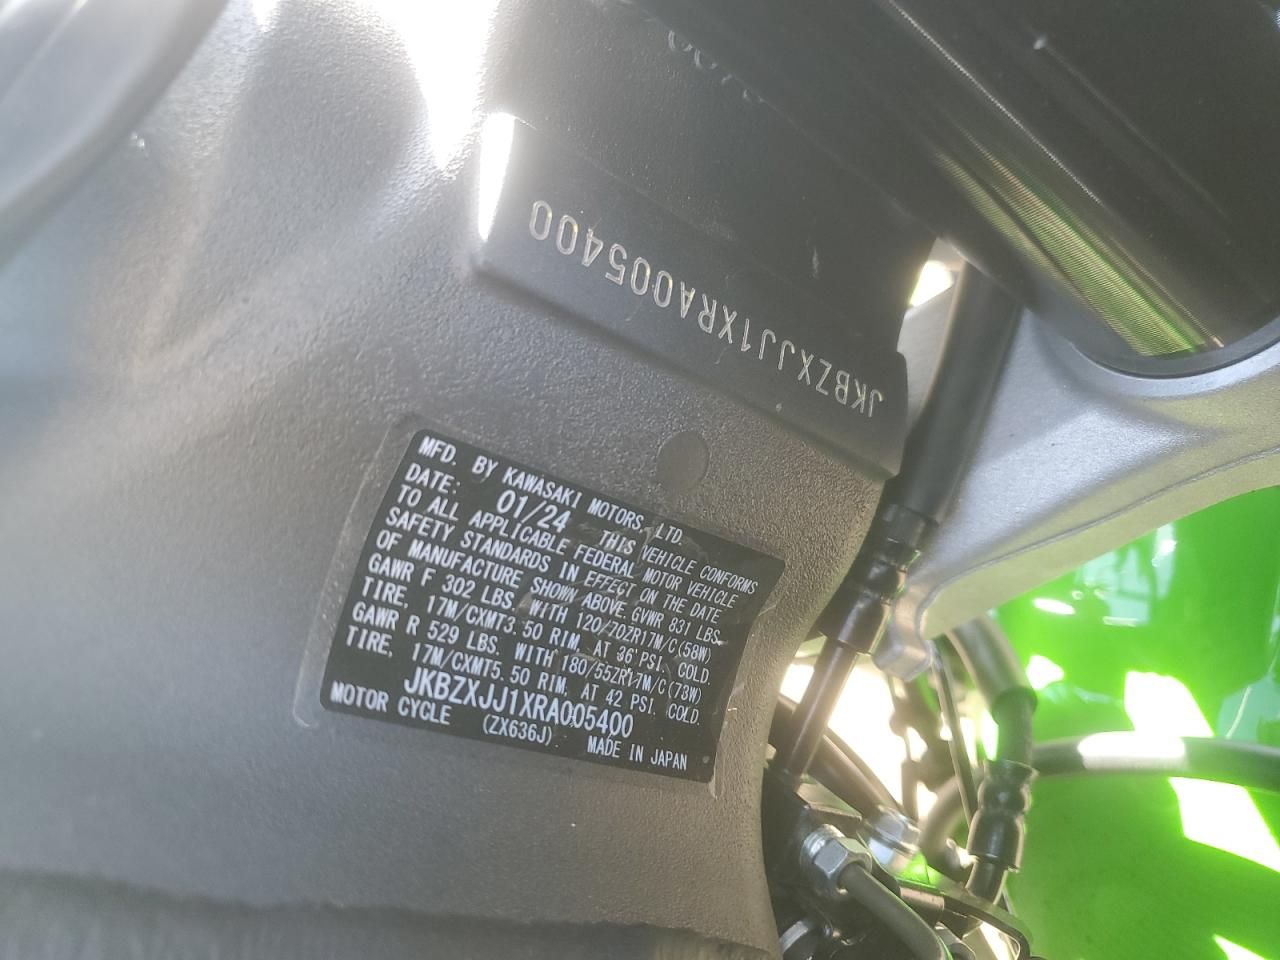 JKBZXJJ1XRA005400
MFD. BY KAWASAKI MOTORS, LTD.
DATE: 01/24 THIS VEHICLE CONFORMS
TO ALL APPLICABLE FEDERAL MOTOR VEHICLE
SAFETY STANDARDS IN EFFECT ON THE DATE
OF MANUFACTURE SHOWN ABOVE. GVWR 831 LBS.
GAWR F 302 LBS. WITH 120/70ZR17M/C(58W)
TIRE, 17M/CXMT3.50 RIM. AT 36 PSI. COLD.
GAWR R 529 LBS. WITH 180/55ZR17M/C(73W)
TIRE, 17M/CXMT5.50 RIM. AT 42 PSI. COLD.
JKBZXJJ1XRA005400
MOTOR CYCLE (ZX636J) MADE IN JAPAN